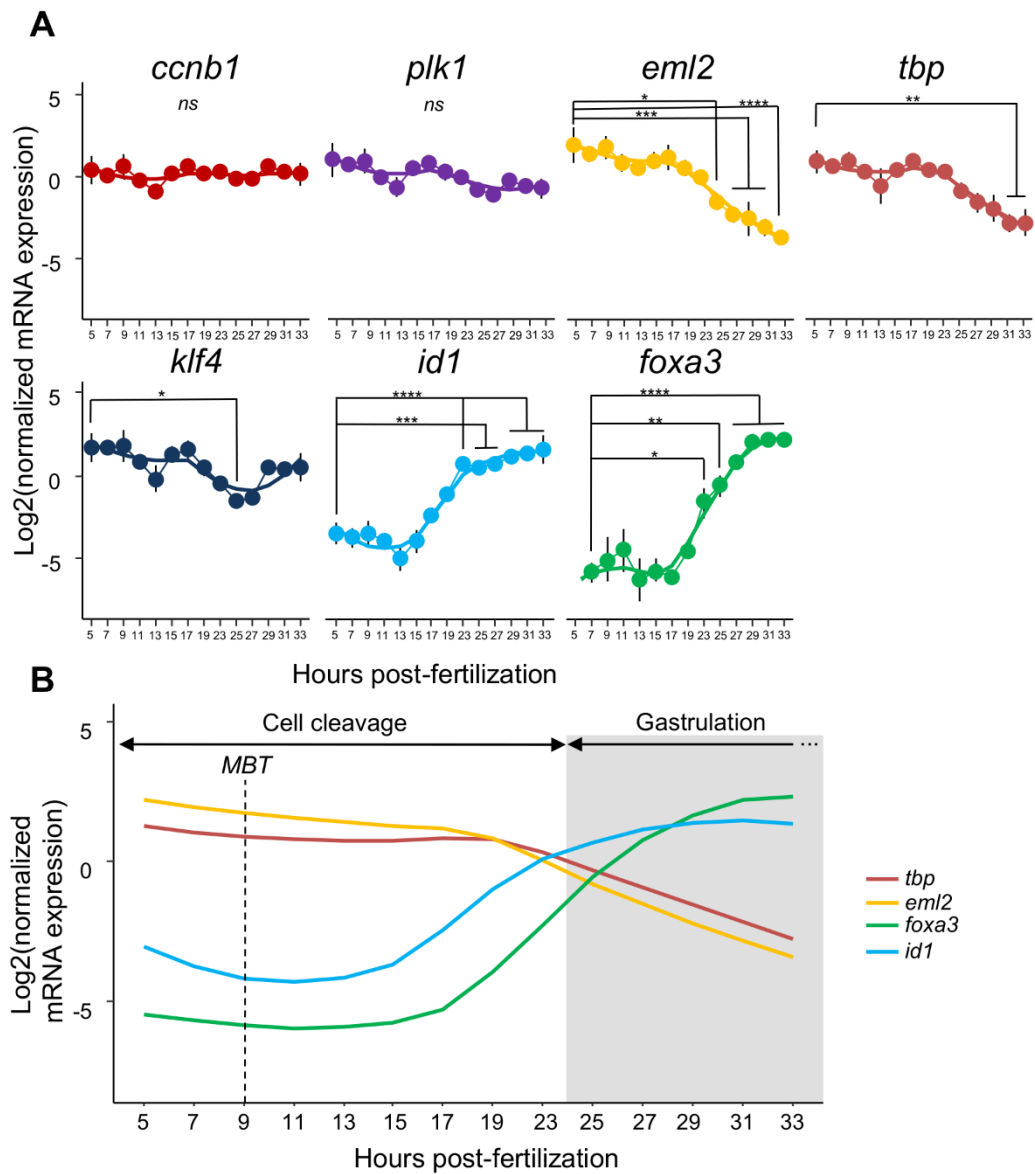 A
ccnb1 plk1 eml2 tbp
ns ns * **** *** **
Log2(normalized mRNA expression)
5
0
-5
5 7 9 11 13 15 17 19 23 25 27 29 31 33
5 7 9 11 13 15 17 19 23 25 27 29 31 33
5 7 9 11 13 15 17 19 23 25 27 29 31 33
5 7 9 11 13 15 17 19 23 25 27 29 31 33
klf4 id1 foxa3
* **** *** **** ** *
5
0
-5
5 7 9 11 13 15 17 19 23 25 27 29 31 33
5 7 9 11 13 15 17 19 23 25 27 29 31 33
5 7 9 11 13 15 17 19 23 25 27 29 31 33
Hours post-fertilization
B
Cell cleavage Gastrulation
...
MBT
Log2(normalized
mRNA expression)
5
0
-5
tbp
eml2
foxa3
id1
5 7 9 11 13 15 17 19 23 25 27 29 31 33
Hours post-fertilization